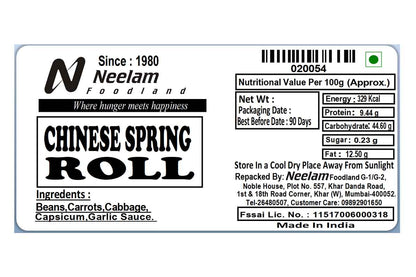 Since : 1980
N Neelam
Foodland
Where hunger meets happiness
CHINESE SPRING
ROLL
Ingredents :
Beans,Carrots,Cabbage,
Capsicum,Garlic Sauce.
020054
Nutritional Value Per 100g (Approx.)
Net Wt :
Packaging Date :
Best Before Date : 90 Days
Energy : 329 Kcal
Protein : 9.44 g
Carbohydrate: 44.60 g
Sugar : 0.23 g
Fat : 12.50 g
Store In a Cool Dry Place Away From Sunlight
Repacked By: Neelam Foodland G-1/G-2,
Noble House, Plot No. 557, Khar Danda Road,
1st & 18th Road Corner, Khar (W), Mumbai-400052.
Tel-26480507, Customer Care: 09892901650
Fssai Lic. No. : 11517006000318
Made In India